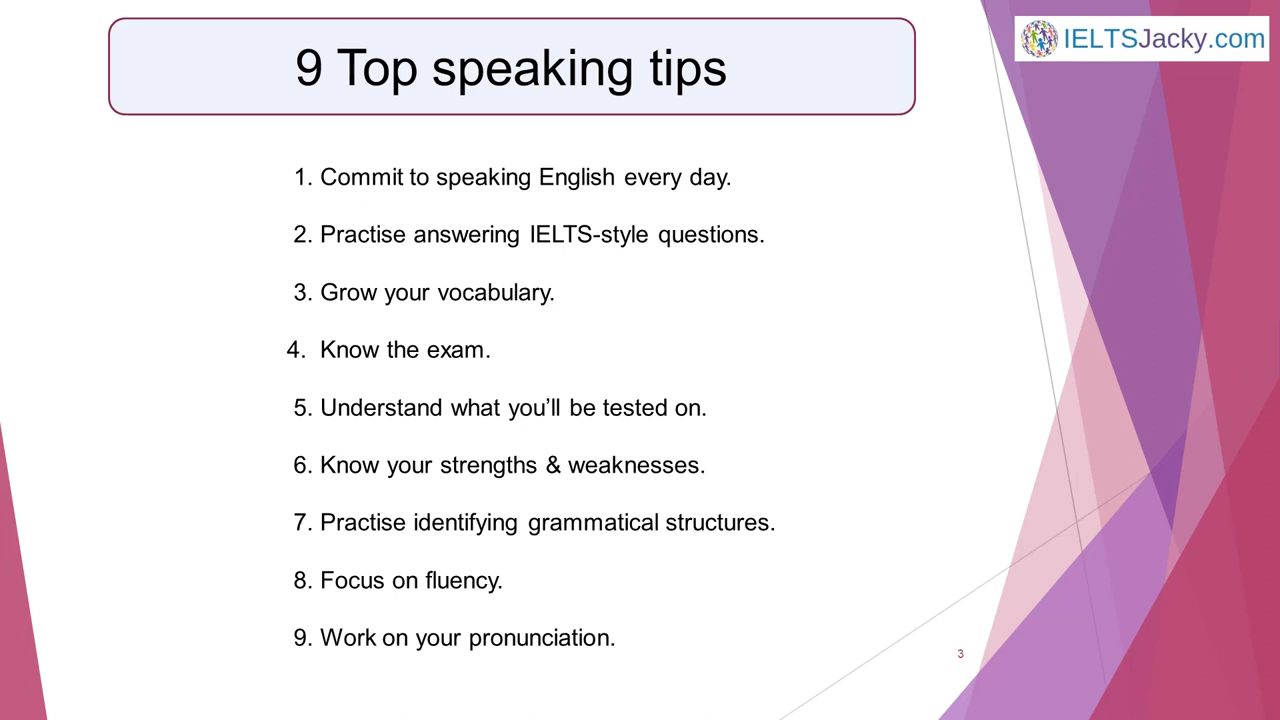 IELTSJacky.com
9 Top speaking tips
1. Commit to speaking English every day.
2. Practise answering IELTS-style questions.
3. Grow your vocabulary.
4. Know the exam.
5. Understand what you’ll be tested on.
6. Know your strengths & weaknesses.
7. Practise identifying grammatical structures.
8. Focus on fluency.
9. Work on your pronunciation.
3